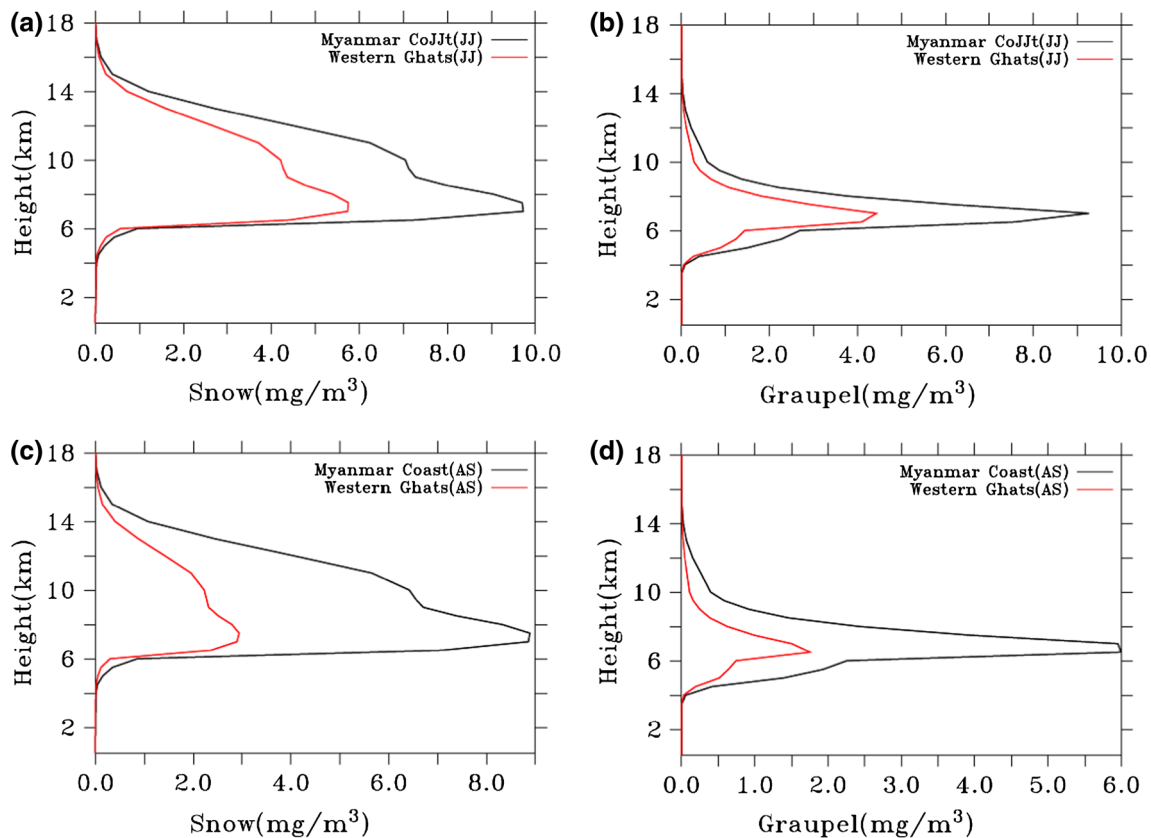 (a)
18
14
10
6
2
Height(km)
Myanmar CoJJt(JJ)
Western Ghats(JJ)
0.0 2.0 4.0 6.0 8.0 10.0
Snow(mg/m³)
(b)
18
14
10
6
2
Height(km)
Myanmar CoJJt(JJ)
Western Ghats(JJ)
0.0 2.0 4.0 6.0 8.0 10.0
Graupel(mg/m³)
(c)
18
14
10
6
2
Height(km)
Myanmar Coast(AS)
Western Ghats(AS)
0.0 2.0 4.0 6.0 8.0
Snow(mg/m³)
(d)
18
14
10
6
2
Height(km)
Myanmar Coast(AS)
Western Ghats(AS)
0.0 1.0 2.0 3.0 4.0 5.0 6.0
Graupel(mg/m³)